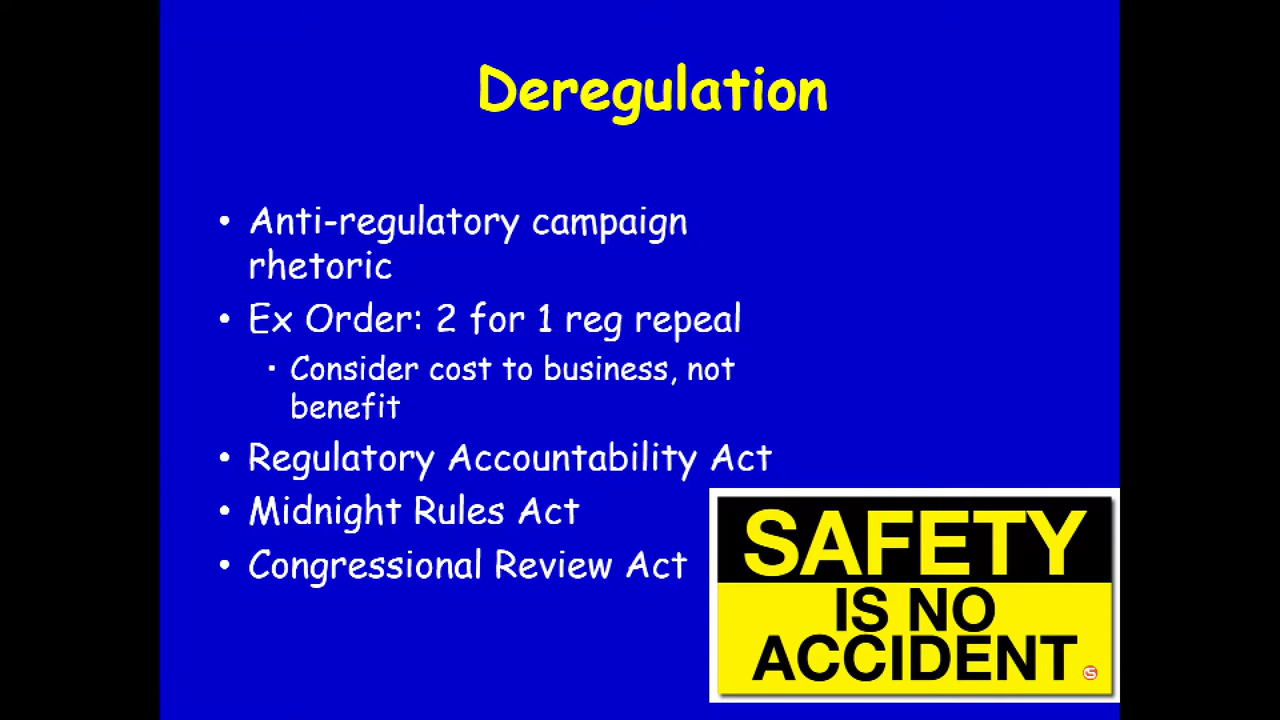 Deregulation
• Anti-regulatory campaign
rhetoric
• Ex Order: 2 for 1 reg repeal
• Consider cost to business, not
benefit
• Regulatory Accountability Act
• Midnight Rules Act
• Congressional Review Act
SAFETY
IS NO
ACCIDENT